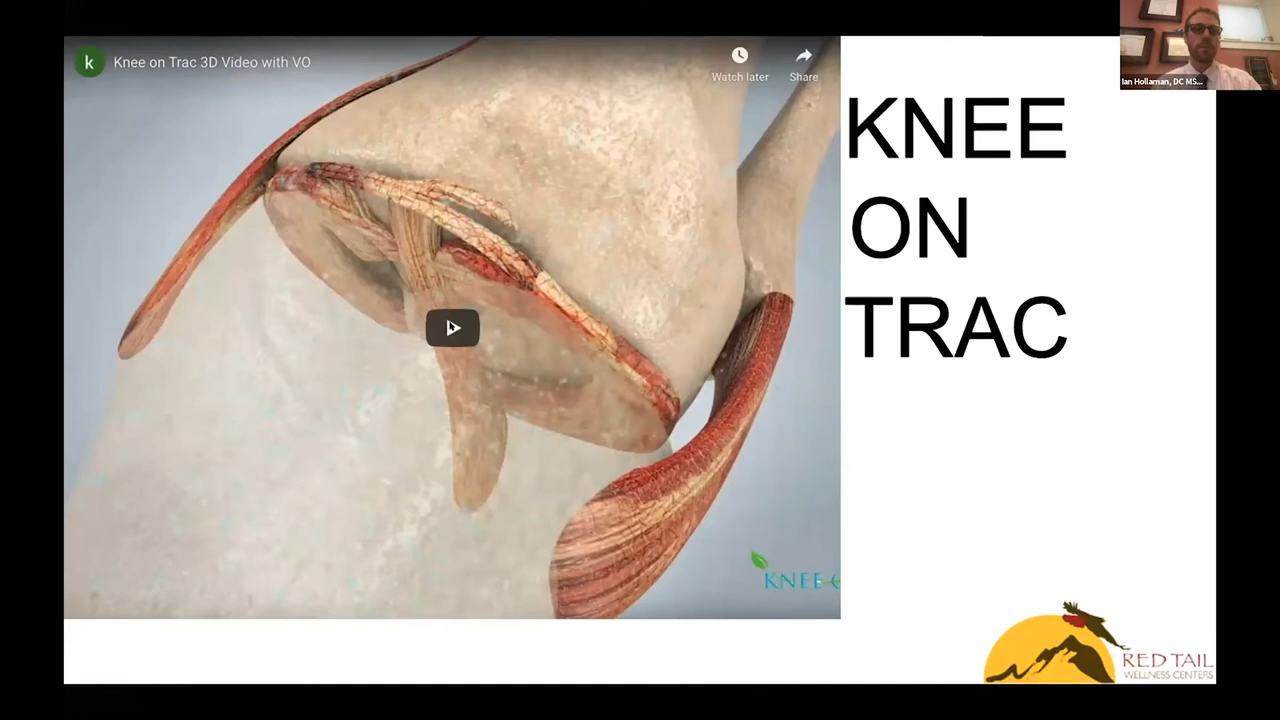 k
Knee on Trac 3D Video with VO
Watch later
Share
Ian Hollaman, DC MS...
KNEE
ON
TRAC
KNEE
RED TAIL
WELLNESS CENTERS